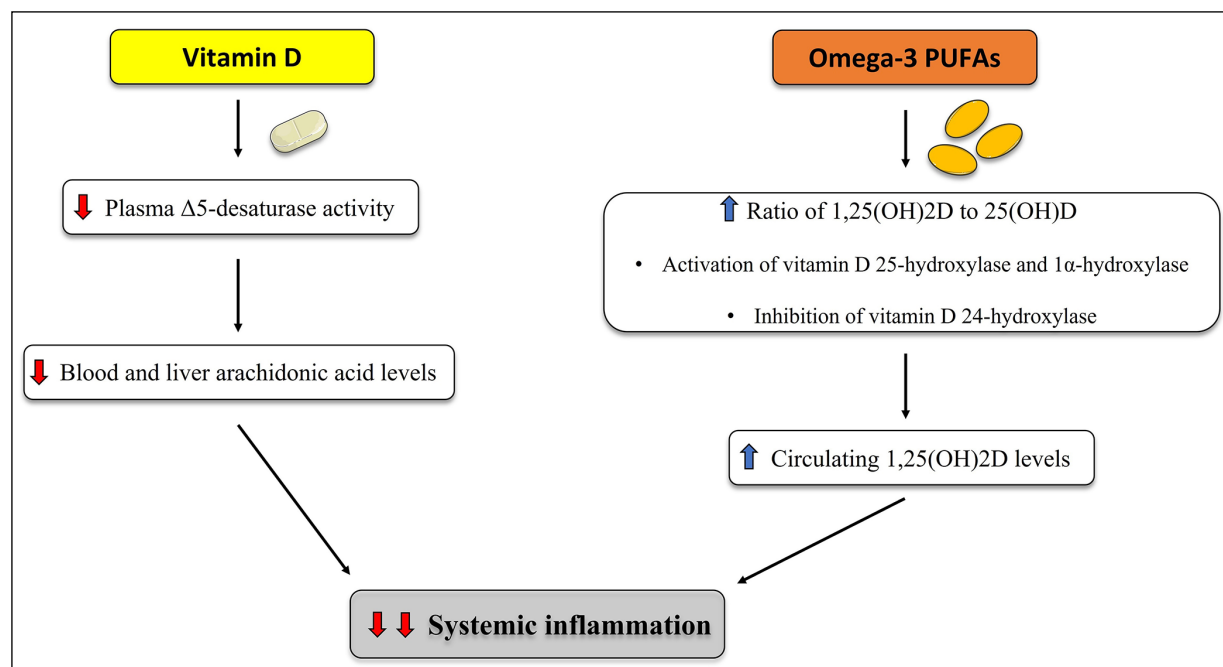 Vitamin D
Plasma Δ5-desaturase activity
Blood and liver arachidonic acid levels
Omega-3 PUFAs
Ratio of 1,25(OH)2D to 25(OH)D
• Activation of vitamin D 25-hydroxylase and 1α-hydroxylase
• Inhibition of vitamin D 24-hydroxylase
Circulating 1,25(OH)2D levels
Systemic inflammation